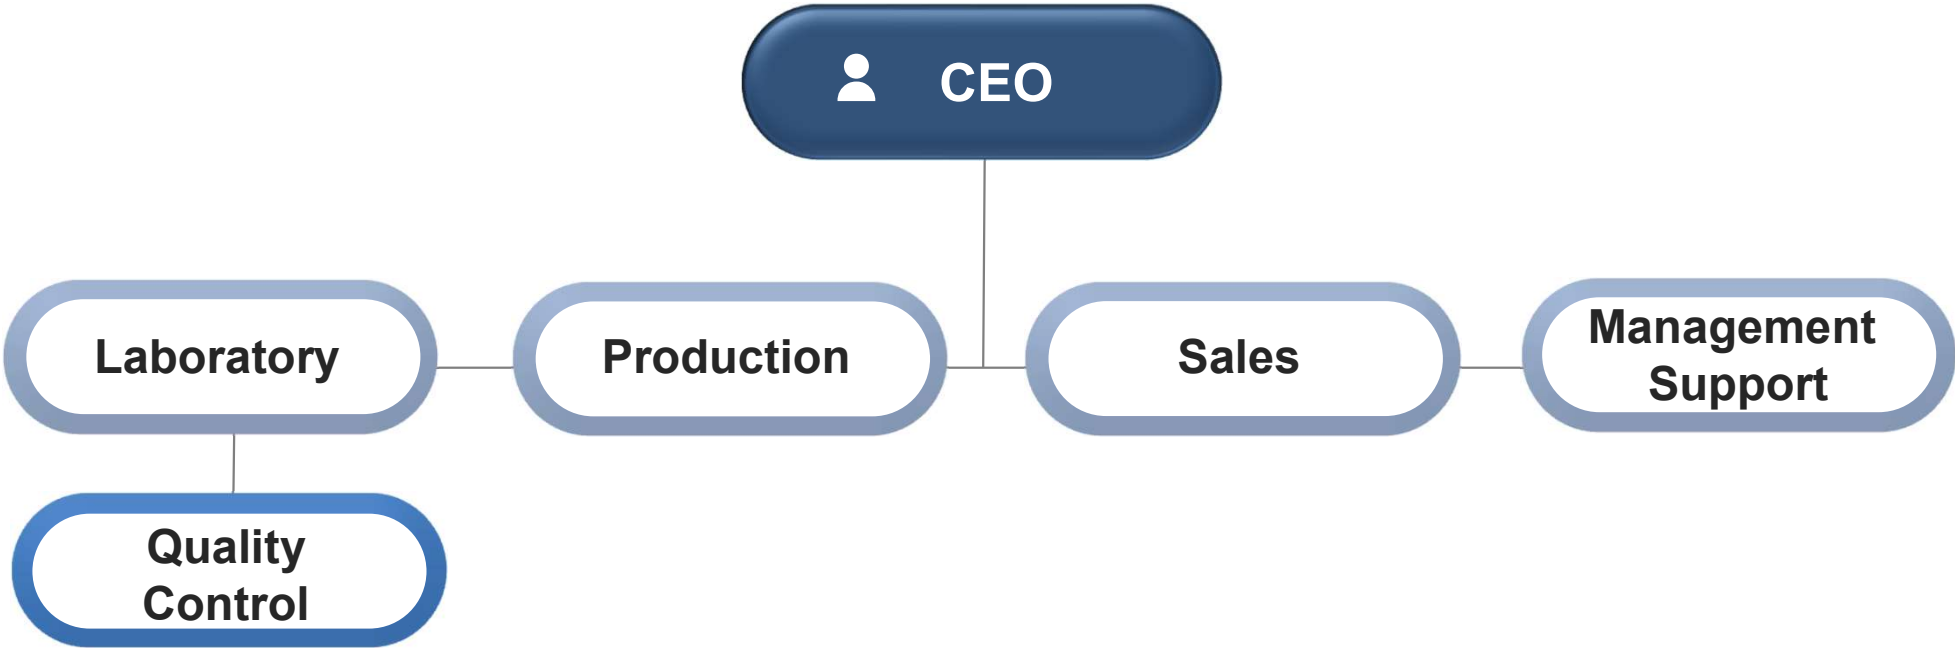 CEO
Laboratory
Production
Sales
Management
Support
Quality
Control